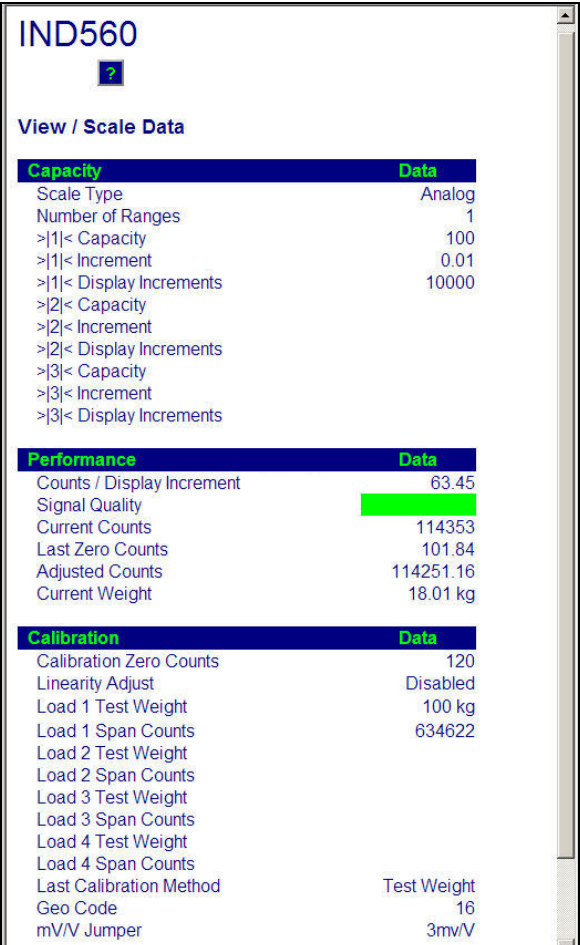 IND560
?
View / Scale Data
Capacity Data
Scale Type Analog
Number of Ranges 1
>|1|< Capacity 100
>|1|< Increment 0.01
>|1|< Display Increments 10000
>|2|< Capacity
>|2|< Increment
>|2|< Display Increments
>|3|< Capacity
>|3|< Increment
>|3|< Display Increments
Performance Data
Counts / Display Increment 63.45
Signal Quality
Current Counts 114353
Last Zero Counts 101.84
Adjusted Counts 114251.16
Current Weight 18.01 kg
Calibration Data
Calibration Zero Counts 120
Linearity Adjust Disabled
Load 1 Test Weight 100 kg
Load 1 Span Counts 634622
Load 2 Test Weight
Load 2 Span Counts
Load 3 Test Weight
Load 3 Span Counts
Load 4 Test Weight
Load 4 Span Counts
Last Calibration Method Test Weight
Geo Code 16
mV/V Jumper 3mv/V